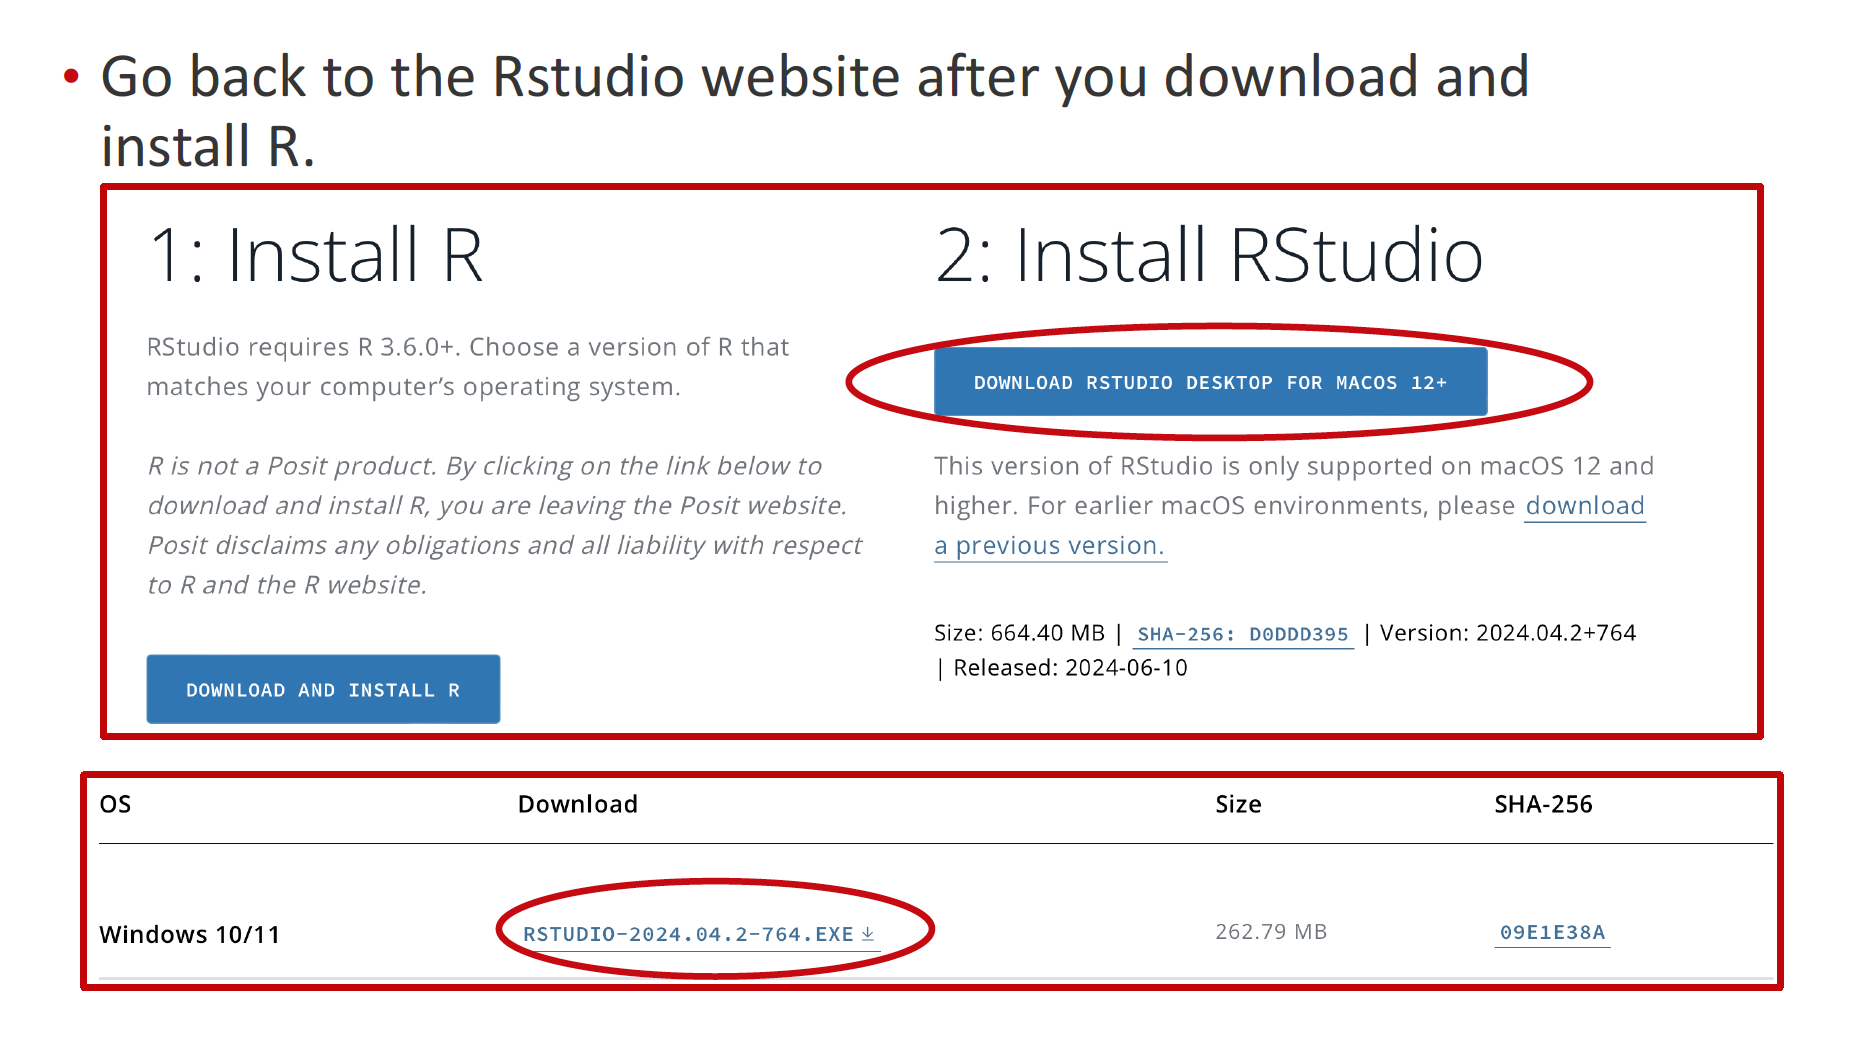 • Go back to the Rstudio website after you download and
install R.
1: Install R
RStudio requires R 3.6.0+. Choose a version of R that
matches your computer's operating system.
R is not a Posit product. By clicking on the link below to
download and install R, you are leaving the Posit website.
Posit disclaims any obligations and all liability with respect
to R and the R website.
DOWNLOAD AND INSTALL R
2: Install RStudio
DOWNLOAD RSTUDIO DESKTOP FOR MACOS 12+
This version of RStudio is only supported on macOS 12 and
higher. For earlier macOS environments, please download
a previous version.
Size: 664.40 MB | SHA-256: D0DDD395 | Version: 2024.04.2+764
| Released: 2024-06-10
OS Download Size SHA-256
Windows 10/11 RSTUDIO-2024.04.2-764.EXE 262.79 MB 09E1E38A